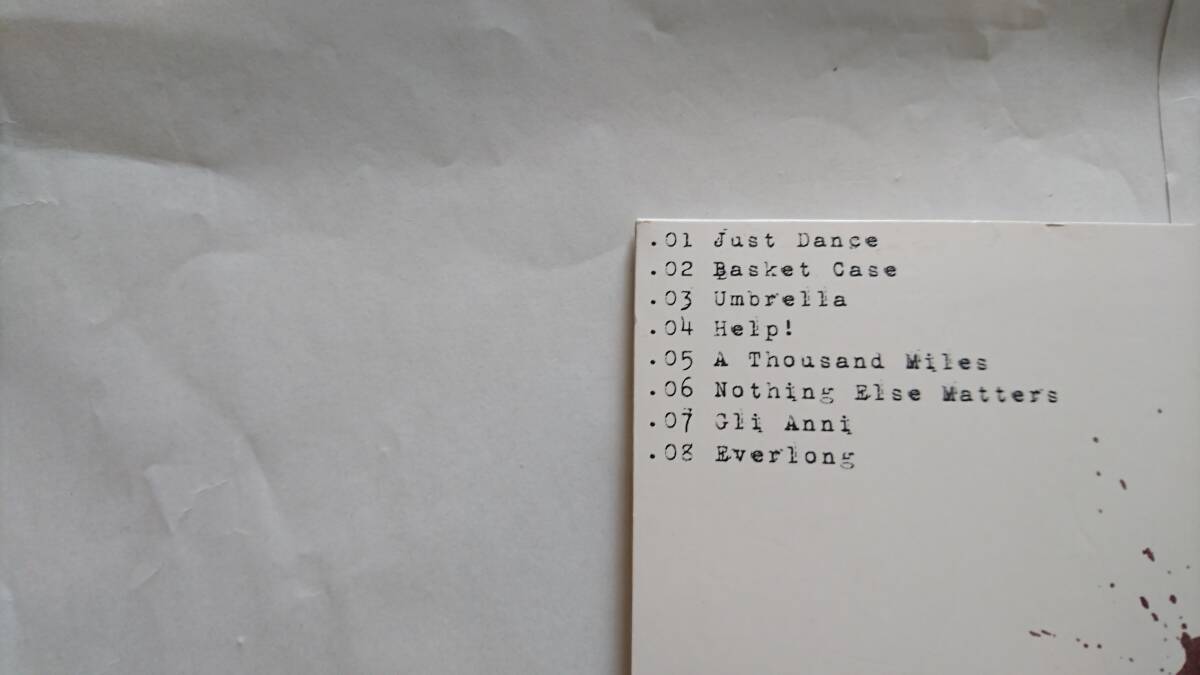 .01 Just Dance
.02 Basket Case
.03 Umbrella
.04 Help!
.05 A Thousand Miles
.06 Nothing Else Matters
.07 Gli Anni
.08 Everlong